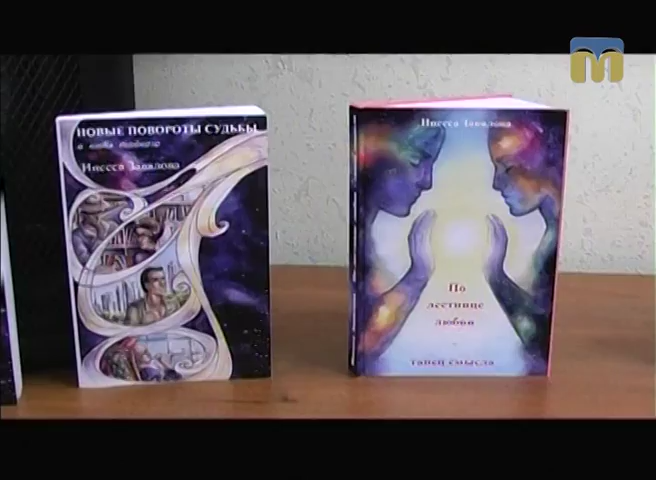 НОВЫЕ ПОВОРОТЫ СУДЬБЫ
Инесса Завялова
Инесса Завялова
По
лестнице
любви
-
танец смысла
m